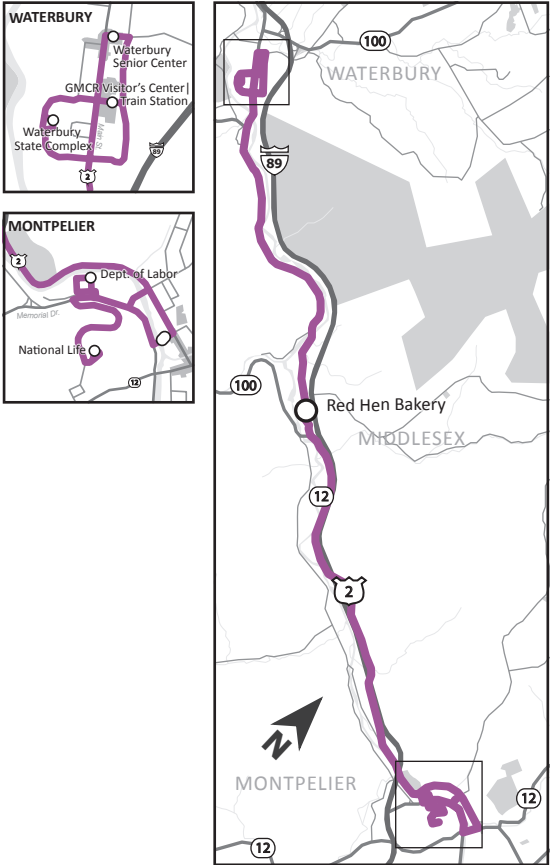 WATERBURY
Waterbury
Senior Center
GMCR Visitor's Center|
Train Station
Waterbury
State Complex
Main St
89
2
MONTPELIER
2
Dept. of Labor
Memorial Dr.
National Life
12
100
WATERBURY
89
100
Red Hen Bakery
MIDDLESEX
12
2
N
MONTPELIER
12
12